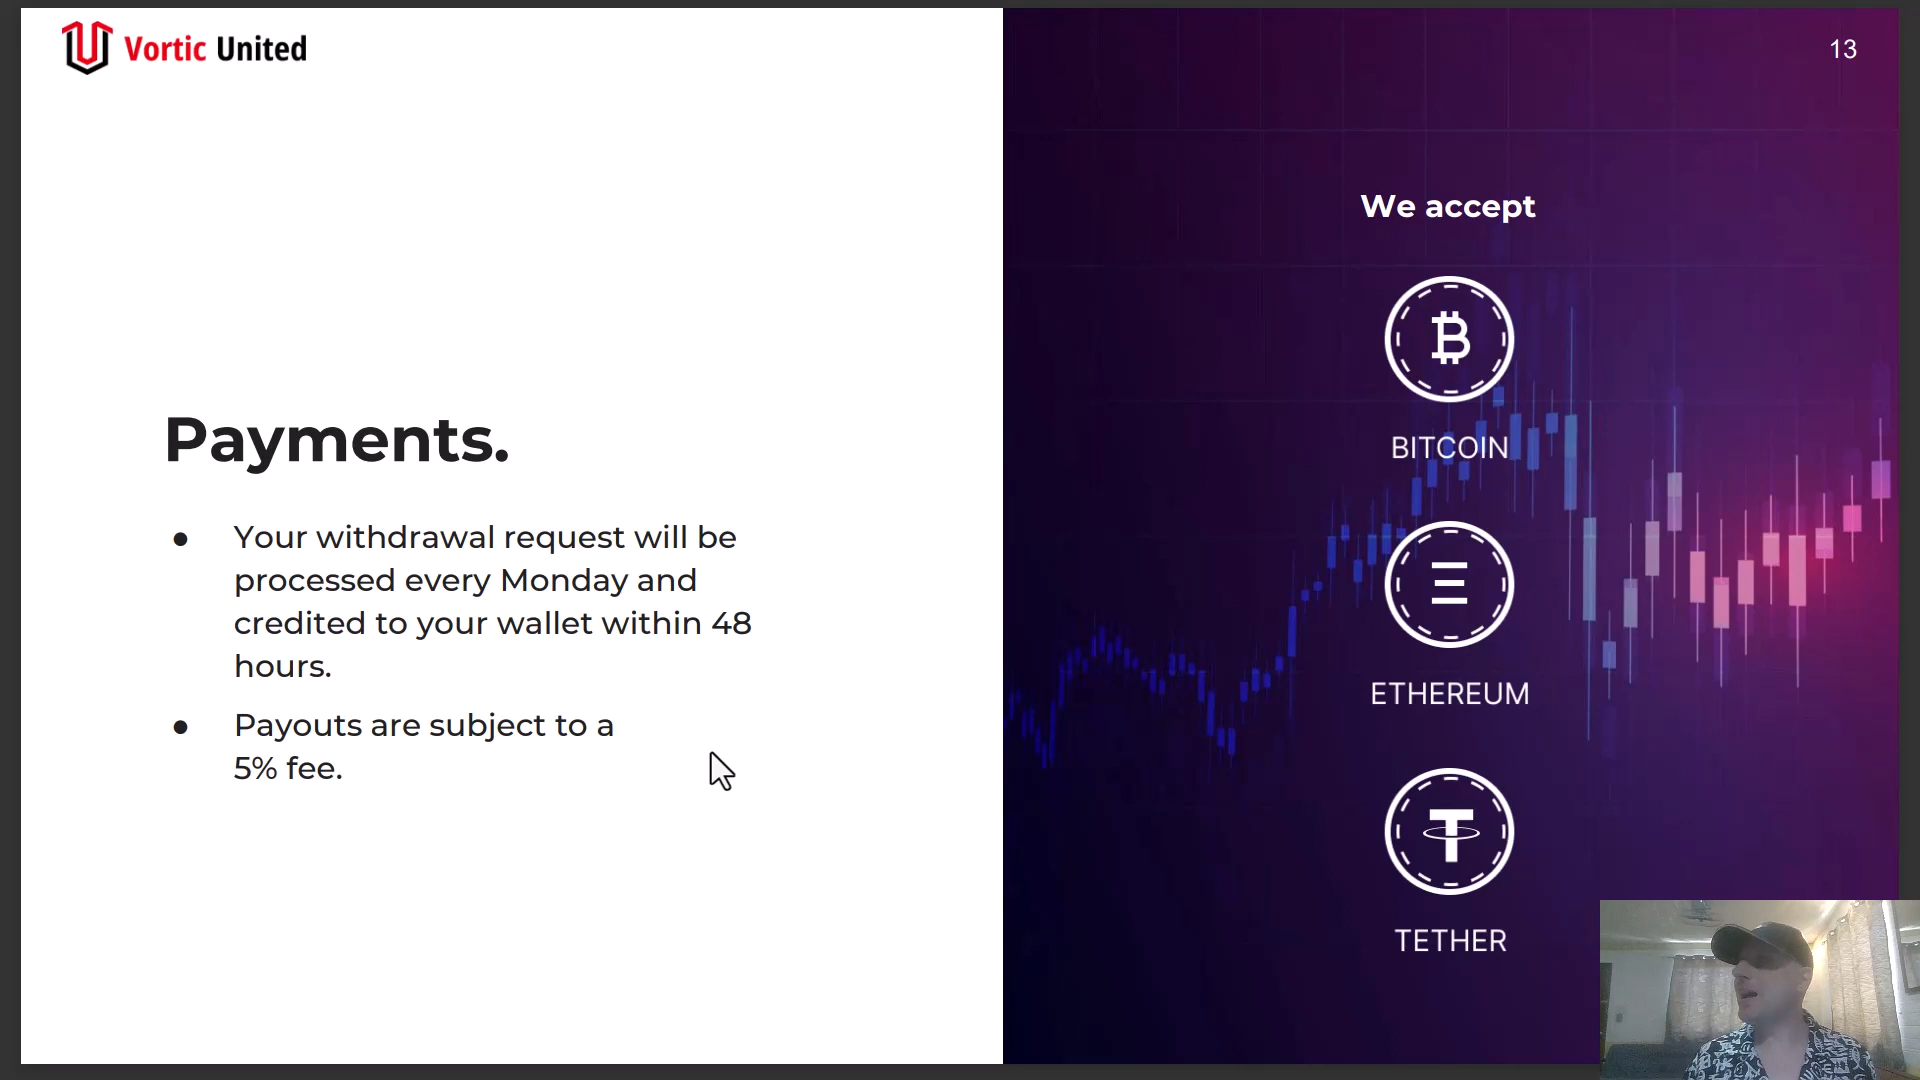 Vortic United
13
Payments.
● Your withdrawal request will be
processed every Monday and
credited to your wallet within 48
hours.
● Payouts are subject to a
5% fee.
We accept
BITCOIN
ETHEREUM
TETHER